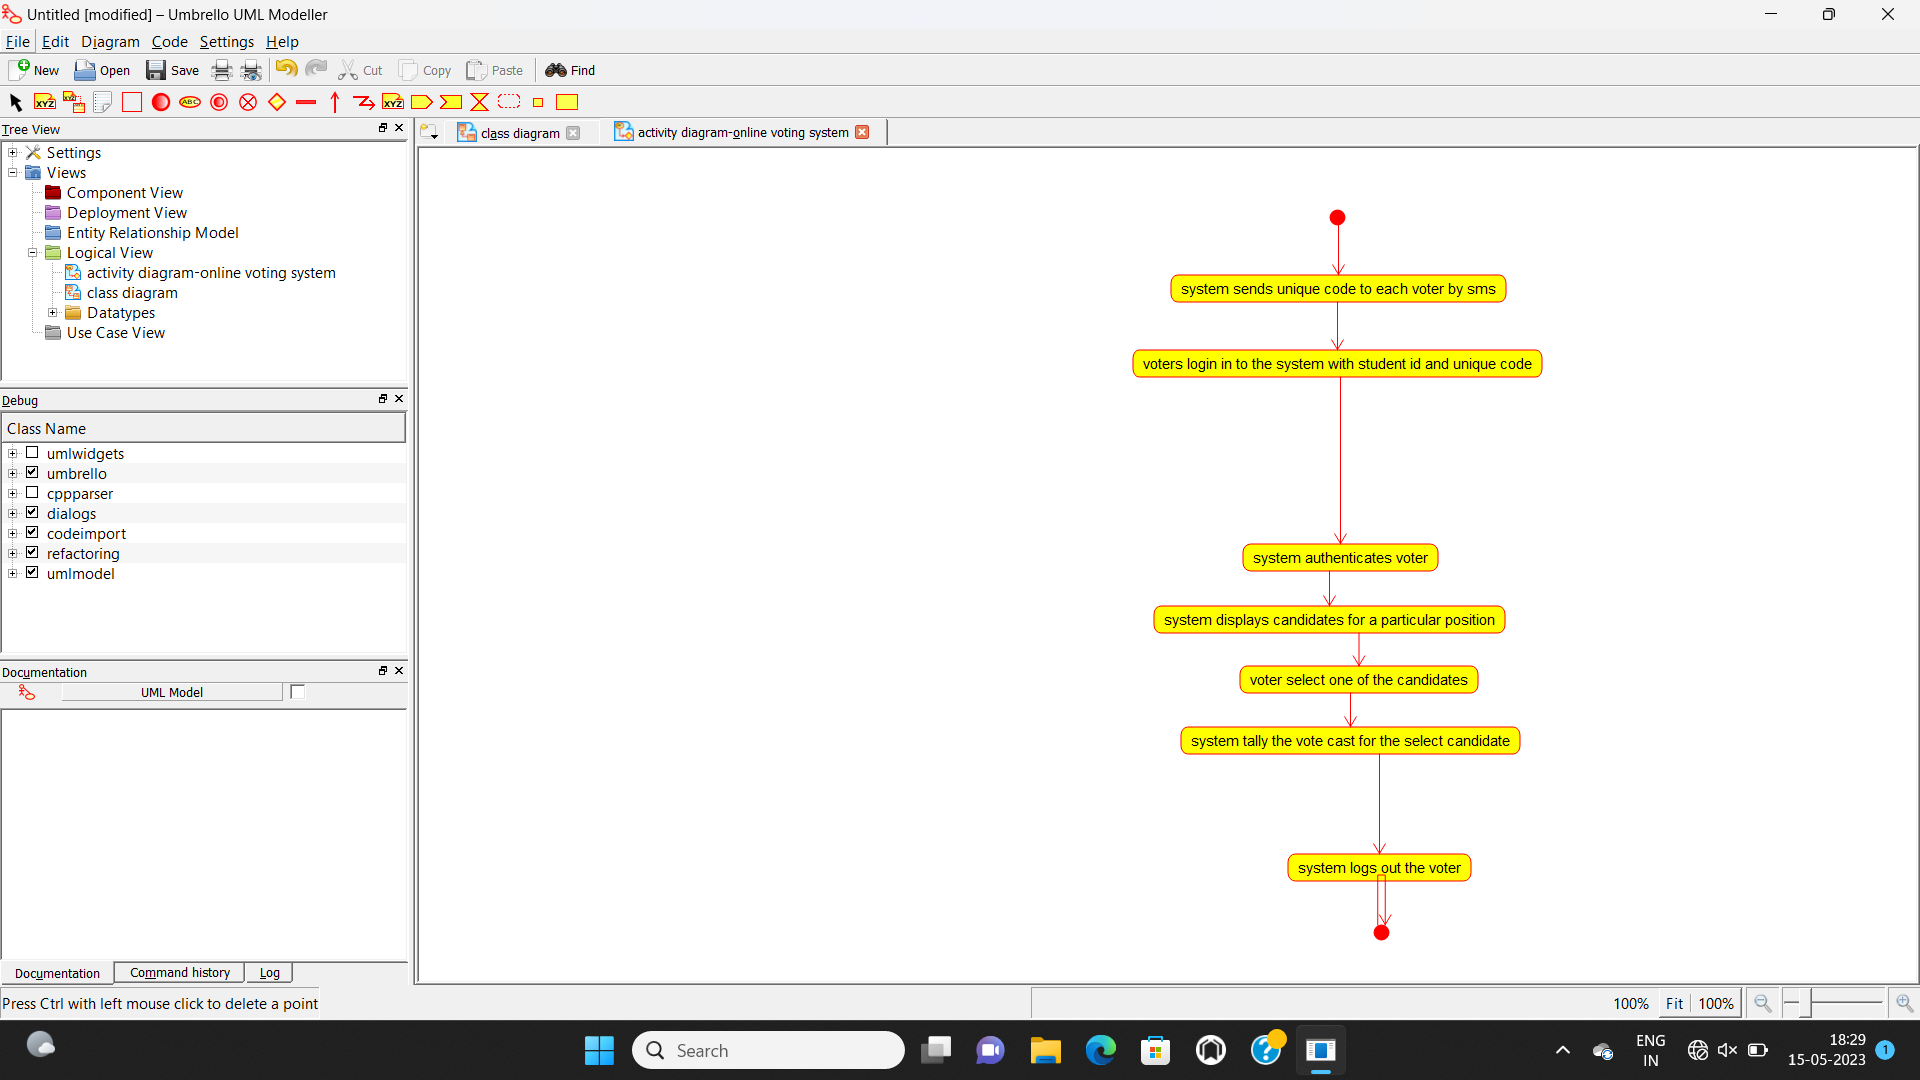 Untitled [modified] – Umbrello UML Modeller
File Edit Diagram Code Settings Help
New Open Save Cut Copy Paste Find
XYZ XYZ ABC XYZ
Tree View
class diagram
activity diagram-online voting system
Settings
Views
Component View
Deployment View
Entity Relationship Model
Logical View
activity diagram-online voting system
class diagram
Datatypes
Use Case View
Debug
Class Name
umlwidgets
umbrello
cppparser
dialogs
codeimport
refactoring
umlmodel
Documentation
UML Model
Documentation Command history Log
Press Ctrl with left mouse click to delete a point
system sends unique code to each voter by sms
voters login in to the system with student id and unique code
system authenticates voter
system displays candidates for a particular position
voter select one of the candidates
system tally the vote cast for the select candidate
system logs out the voter
100% Fit 100%
Search
ENG
IN
18:29
15-05-2023
1